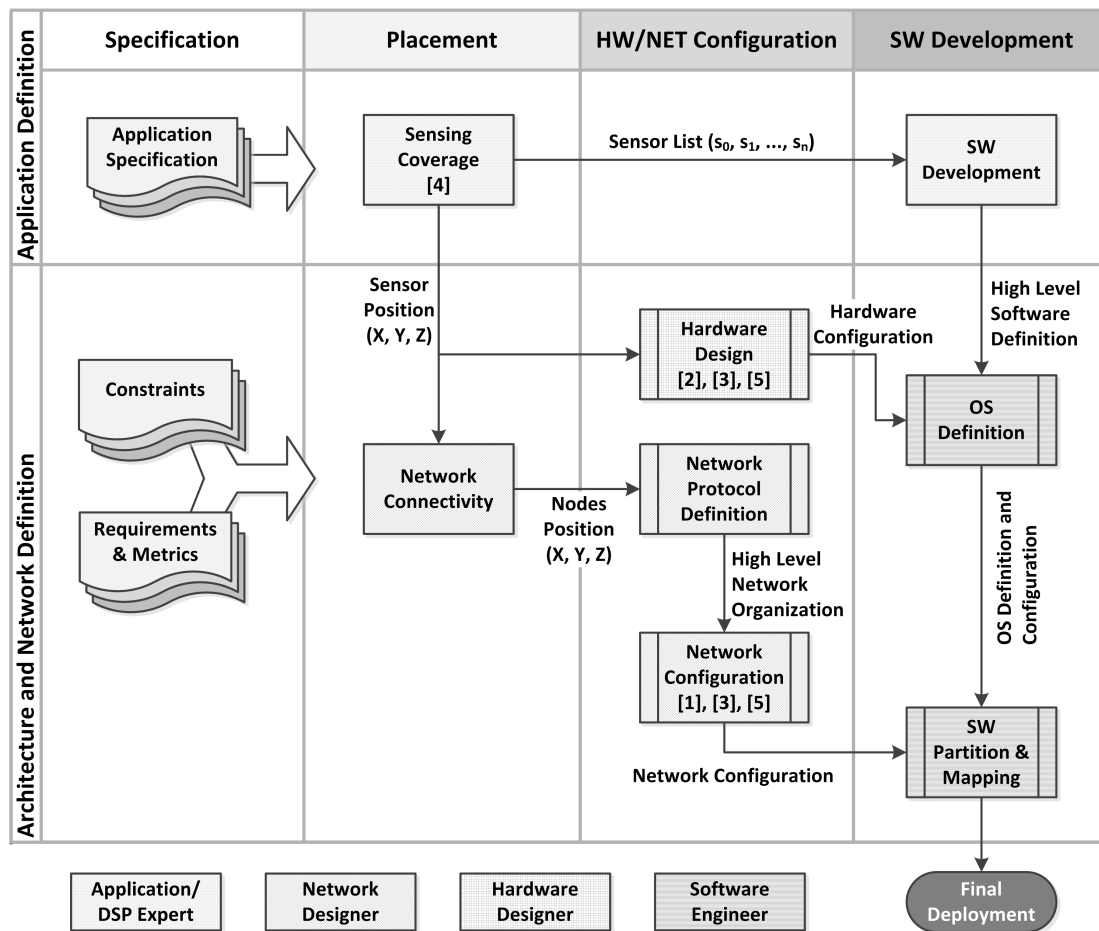 Specification
Placement
HW/NET Configuration
SW Development
Application Definition
Application
Specification
Sensing
Coverage
[4]
Sensor List (s₀, s₁, ..., sₙ)
SW
Development
Architecture and Network Definition
Sensor
Position
(X, Y, Z)
High Level
Software
Definition
Hardware
Configuration
Hardware
Design
[2], [3], [5]
Constraints
OS
Definition
Network
Connectivity
Nodes
Position
(X, Y, Z)
Network
Protocol
Definition
Requirements
& Metrics
High Level
Network
Organization
OS Definition and
Configuration
Network
Configuration
[1], [3], [5]
Network Configuration
SW
Partition &
Mapping
Application/
DSP Expert
Network
Designer
Hardware
Designer
Software
Engineer
Final
Deployment